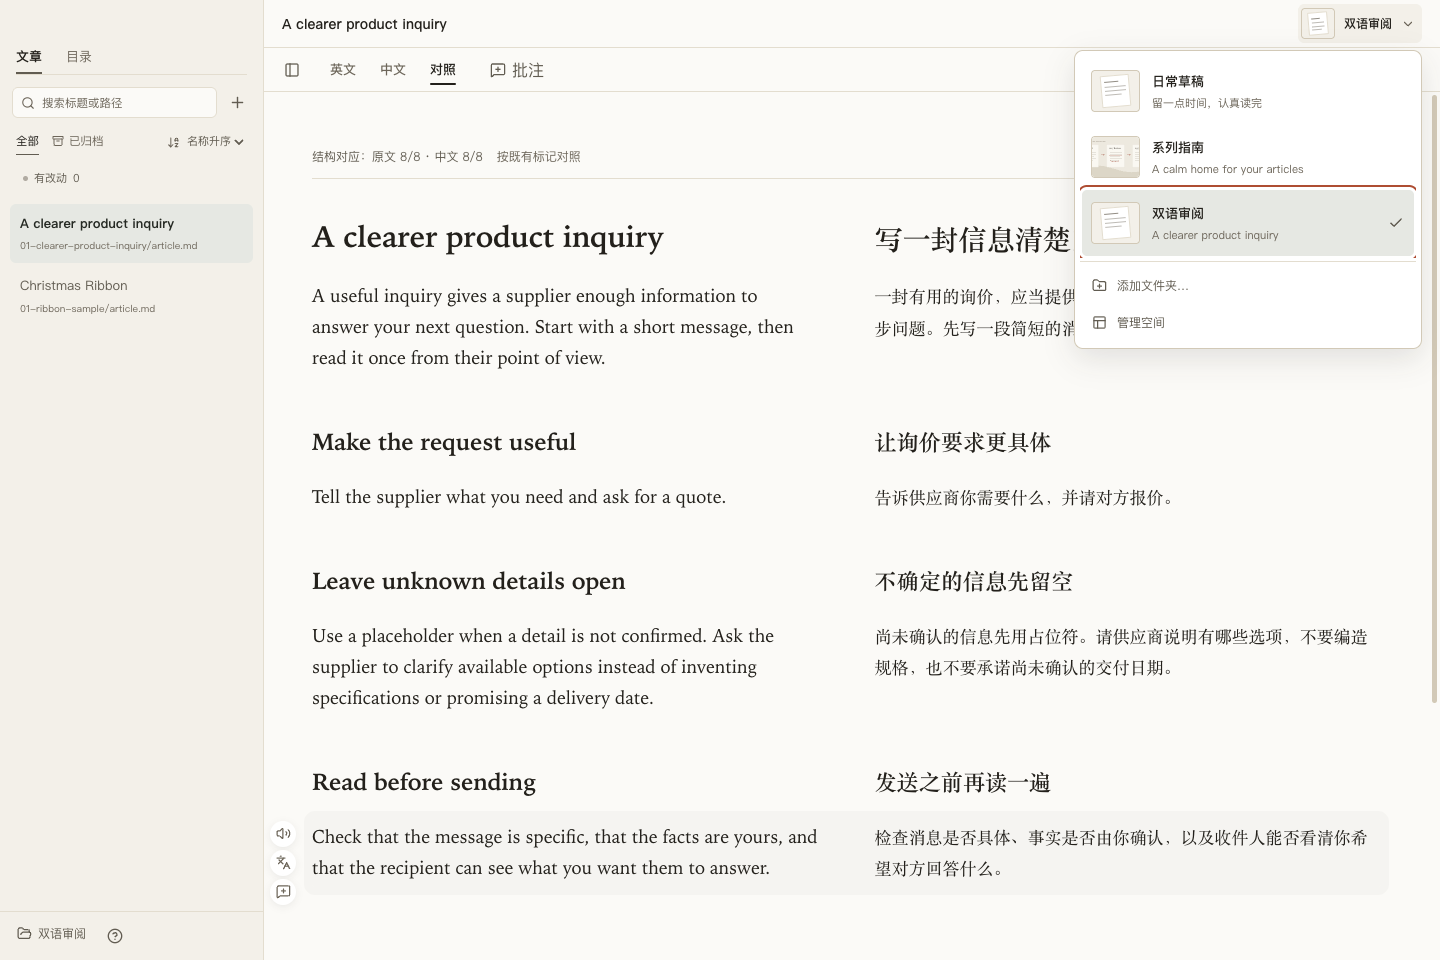 A clearer product inquiry
双语审阅
文章
目录
搜索标题或路径
全部
已归档
名称升序
有改动 0
A clearer product inquiry
01-clearer-product-inquiry/article.md
Christmas Ribbon
01-ribbon-sample/article.md
双语审阅
英文
中文
对照
批注
日常草稿
留一点时间，认真读完
系列指南
A calm home for your articles
双语审阅
A clearer product inquiry
添加文件夹...
管理空间
结构对应：原文 8/8 · 中文 8/8 按既有标记对照
A clearer product inquiry
A useful inquiry gives a supplier enough information to
answer your next question. Start with a short message, then
read it once from their point of view.
写一封信息清楚
一封有用的询价，应当提供
步问题。先写一段简短的消
Make the request useful
让询价要求更具体
Tell the supplier what you need and ask for a quote.
告诉供应商你需要什么，并请对方报价。
Leave unknown details open
不确定的信息先留空
Use a placeholder when a detail is not confirmed. Ask the
supplier to clarify available options instead of inventing
specifications or promising a delivery date.
尚未确认的信息先用占位符。请供应商说明有哪些选项，不要编造
规格，也不要承诺尚未确认的交付日期。
Read before sending
发送之前再读一遍
Check that the message is specific, that the facts are yours, and
that the recipient can see what you want them to answer.
检查消息是否具体、事实是否由你确认，以及收件人能否看清你希
望对方回答什么。